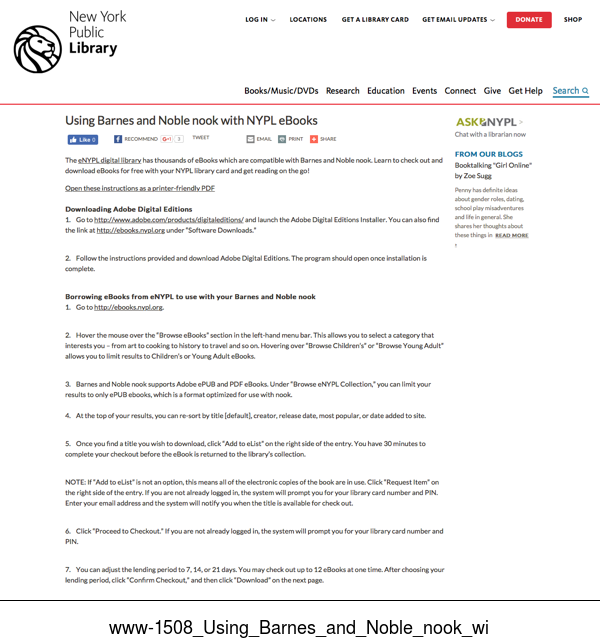 New York
Public
Library
LOG IN
LOCATIONS
GET A LIBRARY CARD
GET EMAIL UPDATES
DONATE
SHOP
Books/Music/DVDs Research Education Events Connect Give Get Help Search
Using Barnes and Noble nook with NYPL eBooks
Like 0
RECOMMEND
G+1 3
TWEET
EMAIL
PRINT
SHARE
The eNYPL digital library has thousands of eBooks which are compatible with Barnes and Noble nook. Learn to check out and
download eBooks for free with your NYPL library card and get reading on the go!
Open these instructions as a printer-friendly PDF
Downloading Adobe Digital Editions
1. Go to http://www.adobe.com/products/digitaleditions/ and launch the Adobe Digital Editions Installer. You can also find
the link at http://ebooks.nypl.org under "Software Downloads."
2. Follow the instructions provided and download Adobe Digital Editions. The program should open once installation is
complete.
Borrowing eBooks from eNYPL to use with your Barnes and Noble nook
1. Go to http://ebooks.nypl.org.
2. Hover the mouse over the "Browse eBooks" section in the left-hand menu bar. This allows you to select a category that
interests you – from art to cooking to history to travel and so on. Hovering over "Browse Children's" or "Browse Young Adult"
allows you to limit results to Children's or Young Adult eBooks.
3. Barnes and Noble nook supports Adobe ePUB and PDF eBooks. Under "Browse eNYPL Collection," you can limit your
results to only ePUB ebooks, which is a format optimized for use with nook.
4. At the top of your results, you can re-sort by title [default], creator, release date, most popular, or date added to site.
5. Once you find a title you wish to download, click "Add to eList" on the right side of the entry. You have 30 minutes to
complete your checkout before the eBook is returned to the library's collection.
NOTE: If "Add to eList" is not an option, this means all of the electronic copies of the book are in use. Click "Request Item" on
the right side of the entry. If you are not already logged in, the system will prompt you for your library card number and PIN.
Enter your email address and the system will notify you when the title is available for check out.
6. Click "Proceed to Checkout." If you are not already logged in, the system will prompt you for your library card number and
PIN.
7. You can adjust the lending period to 7, 14, or 21 days. You may check out up to 12 eBooks at one time. After choosing your
lending period, click "Confirm Checkout," and then click "Download" on the next page.
ASK NYPL >
Chat with a librarian now
FROM OUR BLOGS
Booktalking "Girl Online"
by Zoe Sugg
Penny has definite ideas
about gender roles, dating,
school play misadventures
and life in general. She
shares her thoughts about
these things in READ MORE
www-1508_Using_Barnes_and_Noble_nook_wi